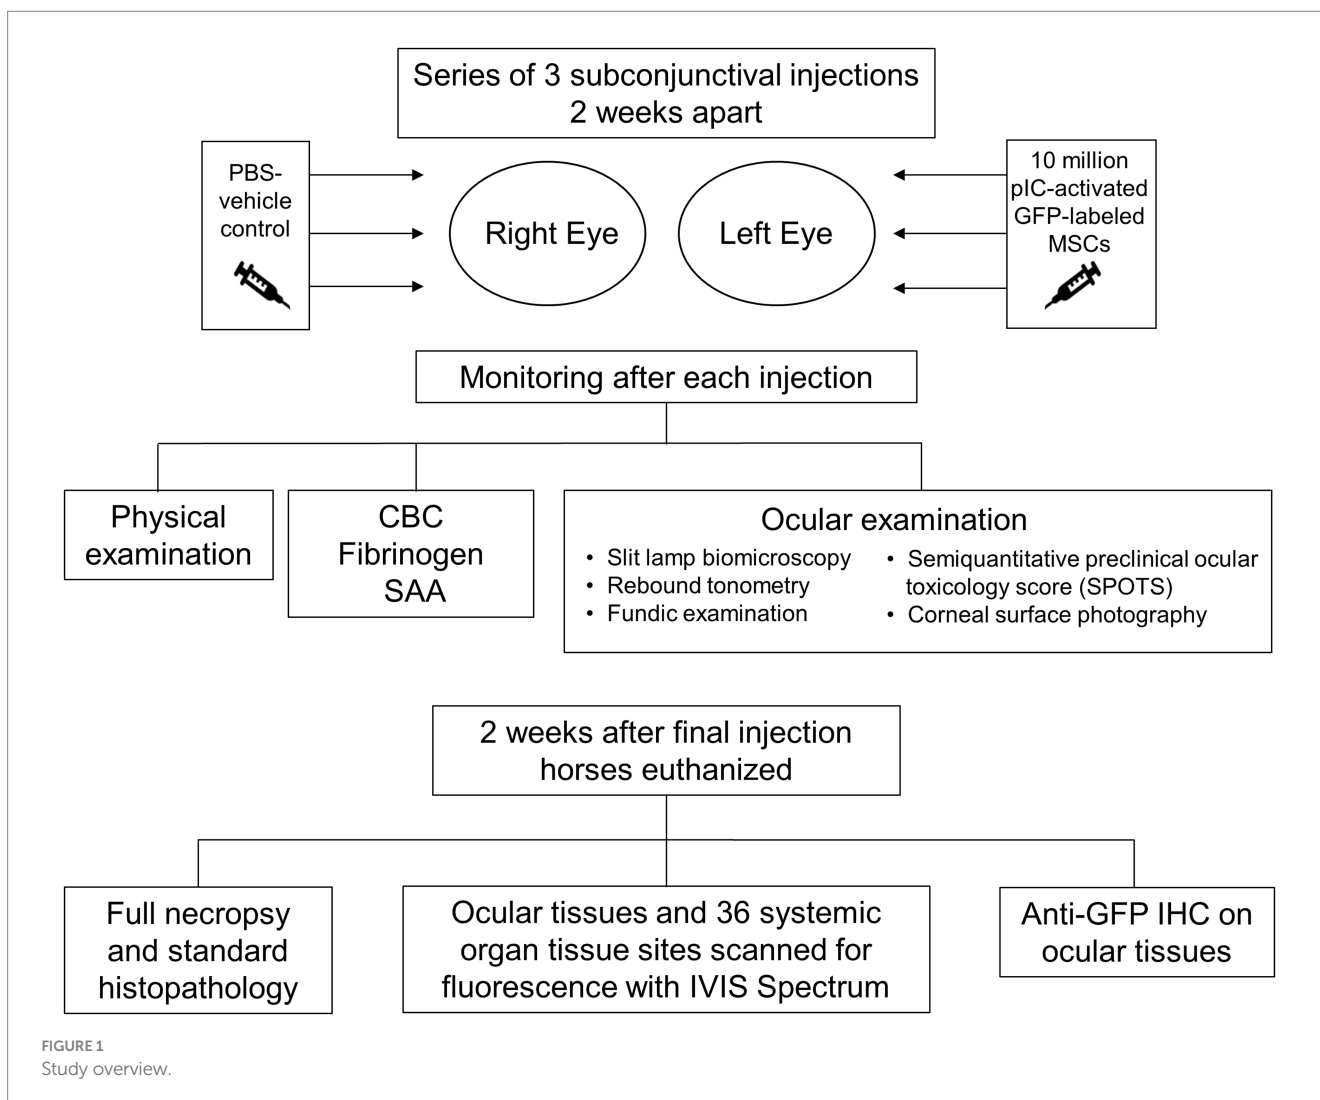 Series of 3 subconjunctival injections
2 weeks apart
PBS-
vehicle
control
Right Eye
Left Eye
10 million
pIC-activated
GFP-labeled
MSCs
Monitoring after each injection
Physical
examination
CBC
Fibrinogen
SAA
Ocular examination
• Slit lamp biomicroscopy
• Rebound tonometry
• Fundic examination
• Semiquantitative preclinical ocular
toxicology score (SPOTS)
• Corneal surface photography
2 weeks after final injection
horses euthanized
Full necropsy
and standard
histopathology
Ocular tissues and 36 systemic
organ tissue sites scanned for
fluorescence with IVIS Spectrum
Anti-GFP IHC on
ocular tissues
FIGURE 1
Study overview.